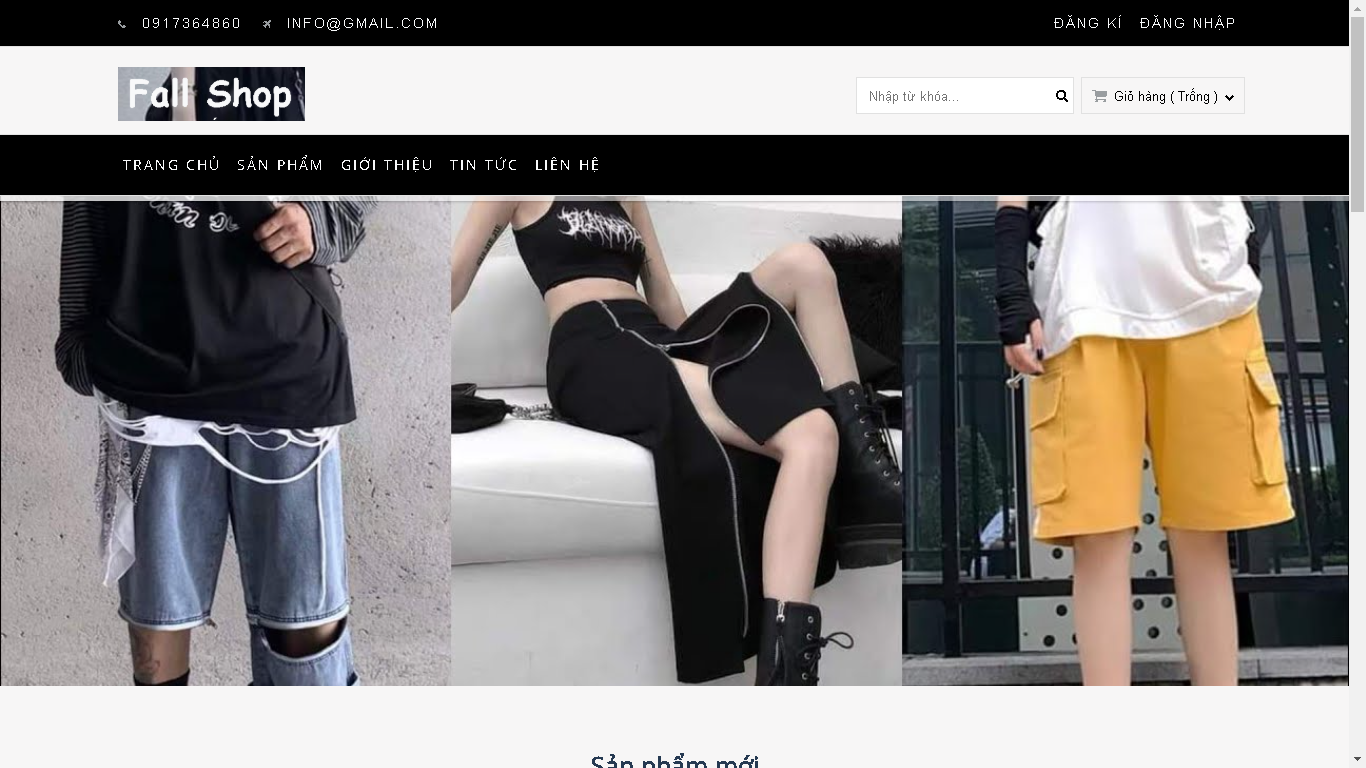 0917364860 INFO@GMAIL.COM ĐĂNG KÍ ĐĂNG NHẬP
Fall Shop
Nhập từ khóa... Giỏ hàng ( Trống )
TRANG CHỦ SẢN PHẨM GIỚI THIỆU TIN TỨC LIÊN HỆ
Sản phẩm mới